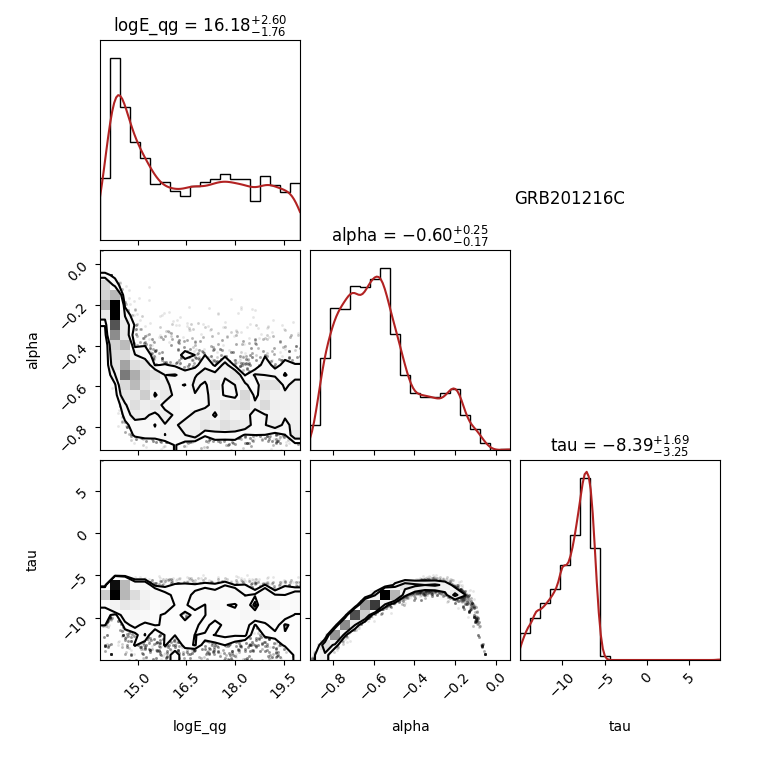 logE_qg = 16.18+2.60 −1.76
GRB201216C
alpha = −0.60+0.25 −0.17
0.0
−0.2
−0.4
−0.6
−0.8
alpha
tau = −8.39+1.69 −3.25
5
0
−5
−10
tau
15.0 16.5 18.0 19.5
−0.8 −0.6 −0.4 −0.2 0.0
−10 −5 0 5
logE_qg alpha tau